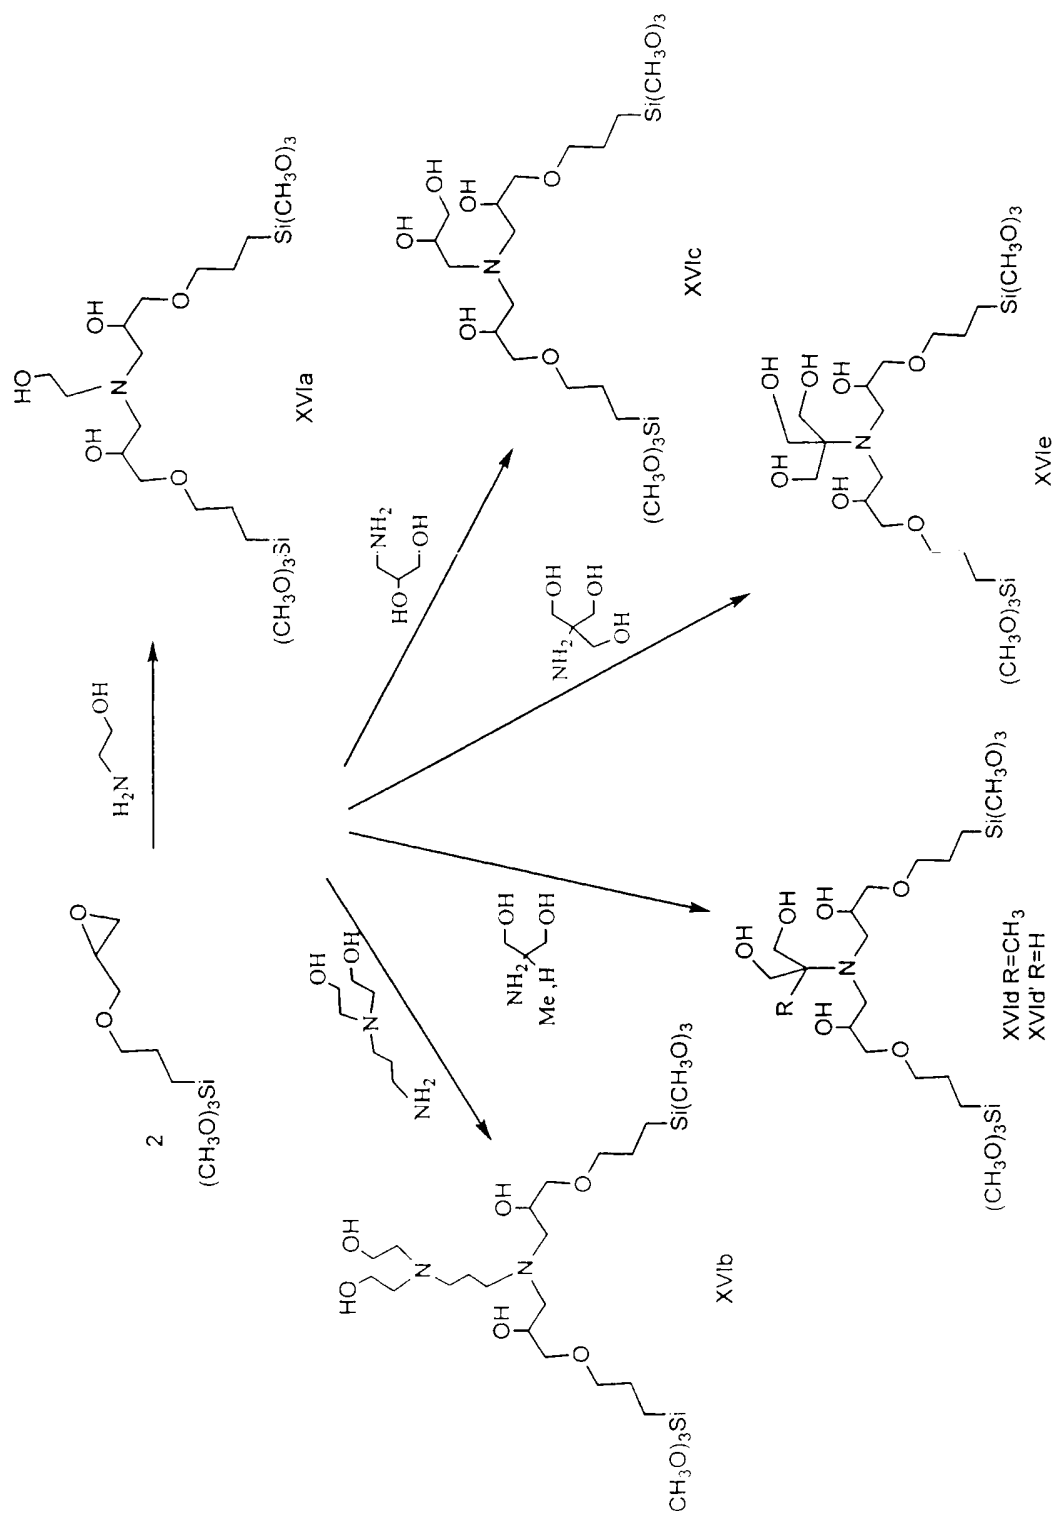 O
O
(CH₃O)₃Si
2
H₂N
OH
HO
OH
N
OH
O
O
(CH₃O)₃Si
Si(CH₃O)₃
XVIa
OH
OH
N
NH₂
HO
OH
N
OH
N
OH
O
O
CH₃O)₃Si
Si(CH₃O)₃
XVIb
NH₂
HO
OH
OH
OH
OH
N
OH
O
O
(CH₃O)₃Si
Si(CH₃O)₃
XVIc
NH₂
OH
OH
Me ,H
OH
OH
R
OH
N
OH
O
O
(CH₃O)₃Si
Si(CH₃O)₃
XVId R=CH₃
XVId' R=H
NH₂
OH
OH
OH
OH
OH
OH
OH
N
OH
O
O
(CH₃O)₃Si
Si(CH₃O)₃
XVIe